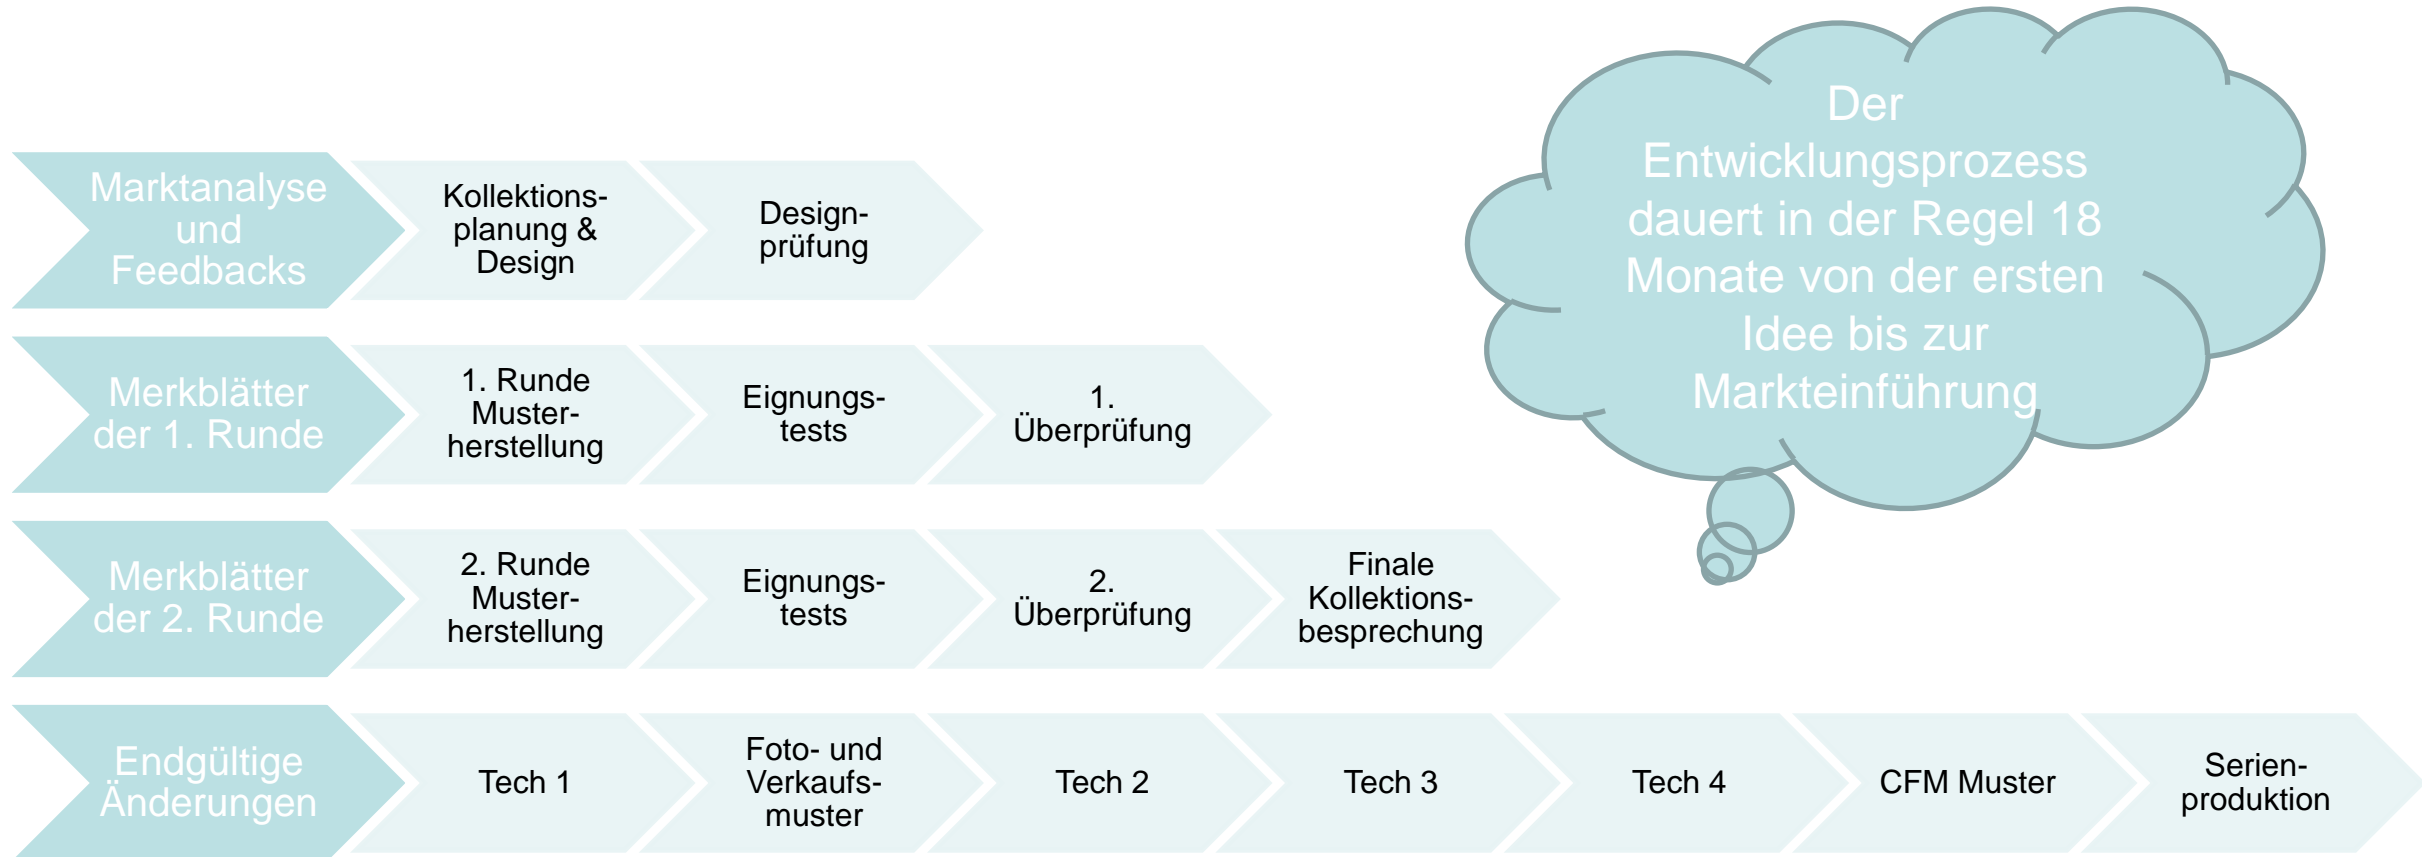 Der
Entwicklungsprozess
dauert in der Regel 18
Monate von der ersten
Idee bis zur
Markteinführung
Marktanalyse
und
Feedbacks
Kollektions-
planung &
Design
Design-
prüfung
Merkblätter
der 1. Runde
1. Runde
Muster-
herstellung
Eignungs-
tests
1.
Überprüfung
Merkblätter
der 2. Runde
2. Runde
Muster-
herstellung
Eignungs-
tests
2.
Überprüfung
Finale
Kollektions-
besprechung
Endgültige
Änderungen
Tech 1
Foto- und
Verkaufs-
muster
Tech 2
Tech 3
Tech 4
CFM Muster
Serien-
produktion